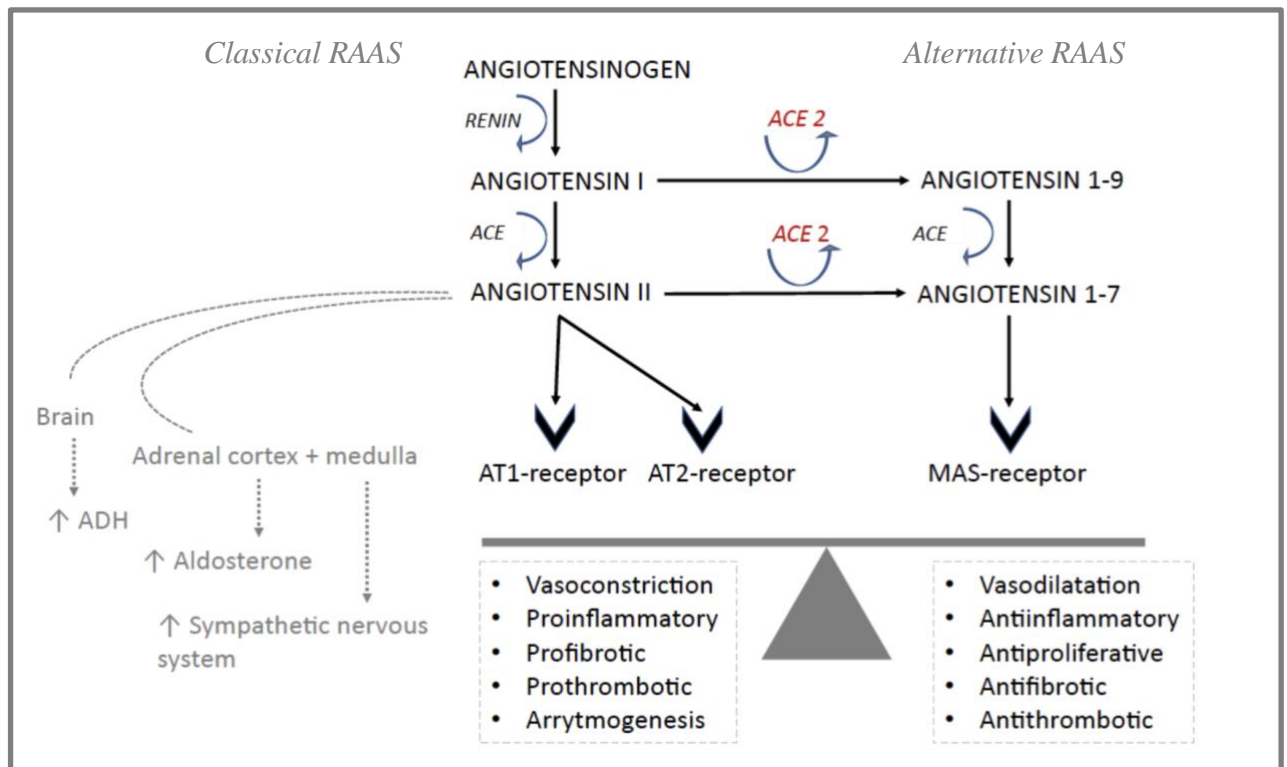 Classical RAAS
Alternative RAAS
ANGIOTENSINOGEN
RENIN
ACE 2
ANGIOTENSIN I
ANGIOTENSIN 1-9
ACE
ACE 2
ACE
ANGIOTENSIN II
ANGIOTENSIN 1-7
Brain
Adrenal cortex + medulla
↑ ADH
↑ Aldosterone
↑ Sympathetic nervous
system
AT1-receptor
AT2-receptor
MAS-receptor
• Vasoconstriction
• Proinflammatory
• Profibrotic
• Prothrombotic
• Arrytmogenesis
• Vasodilatation
• Antiinflammatory
• Antiproliferative
• Antifibrotic
• Antithrombotic